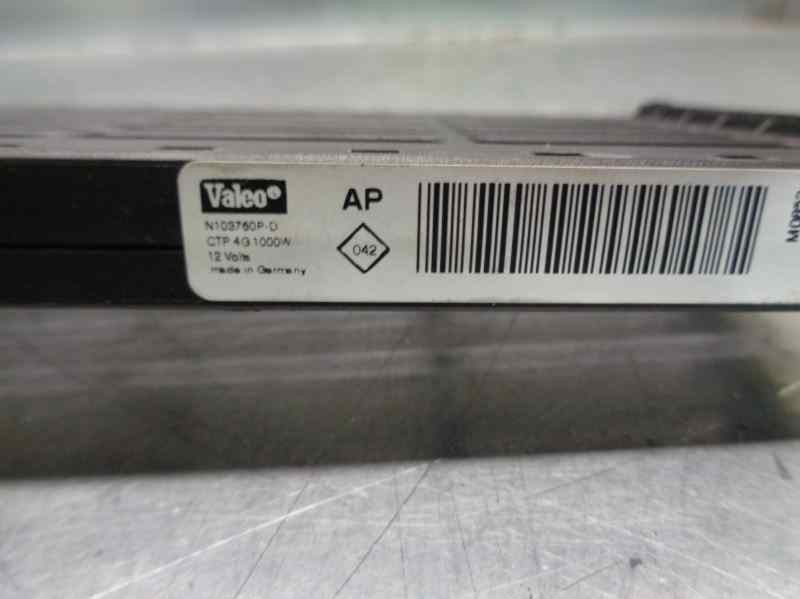 Valeo
N103760P-D
CTP 4G 1000W
12 Volts
made in Germany
AP
042